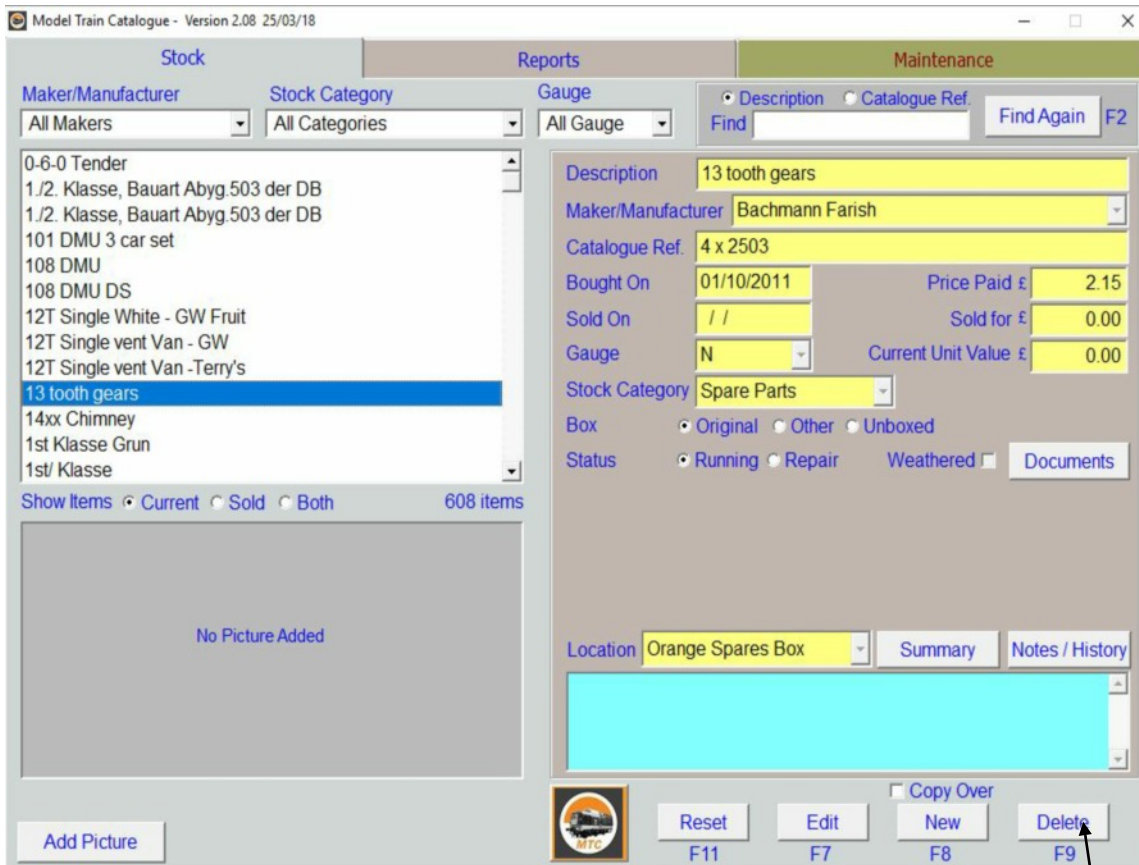 Model Train Catalogue - Version 2.08 25/03/18
Stock Reports Maintenance
Maker/Manufacturer Stock Category Gauge
All Makers All Categories All Gauge
Description Catalogue Ref.
Find Find Again F2
0-6-0 Tender
1./2. Klasse, Bauart Abyg.503 der DB
1./2. Klasse, Bauart Abyg.503 der DB
101 DMU 3 car set
108 DMU
108 DMU DS
12T Single White - GW Fruit
12T Single vent Van - GW
12T Single vent Van -Terry's
13 tooth gears
14xx Chimney
1st Klasse Grun
1st/ Klasse
Show Items Current Sold Both 608 items
No Picture Added
Add Picture
Description 13 tooth gears
Maker/Manufacturer Bachmann Farish
Catalogue Ref. 4 x 2503
Bought On 01/10/2011 Price Paid £ 2.15
Sold On / / Sold for £ 0.00
Gauge N Current Unit Value £ 0.00
Stock Category Spare Parts
Box Original Other Unboxed
Status Running Repair Weathered Documents
Location Orange Spares Box Summary Notes / History
Copy Over
MTC Reset Edit New Delete
F11 F7 F8 F9